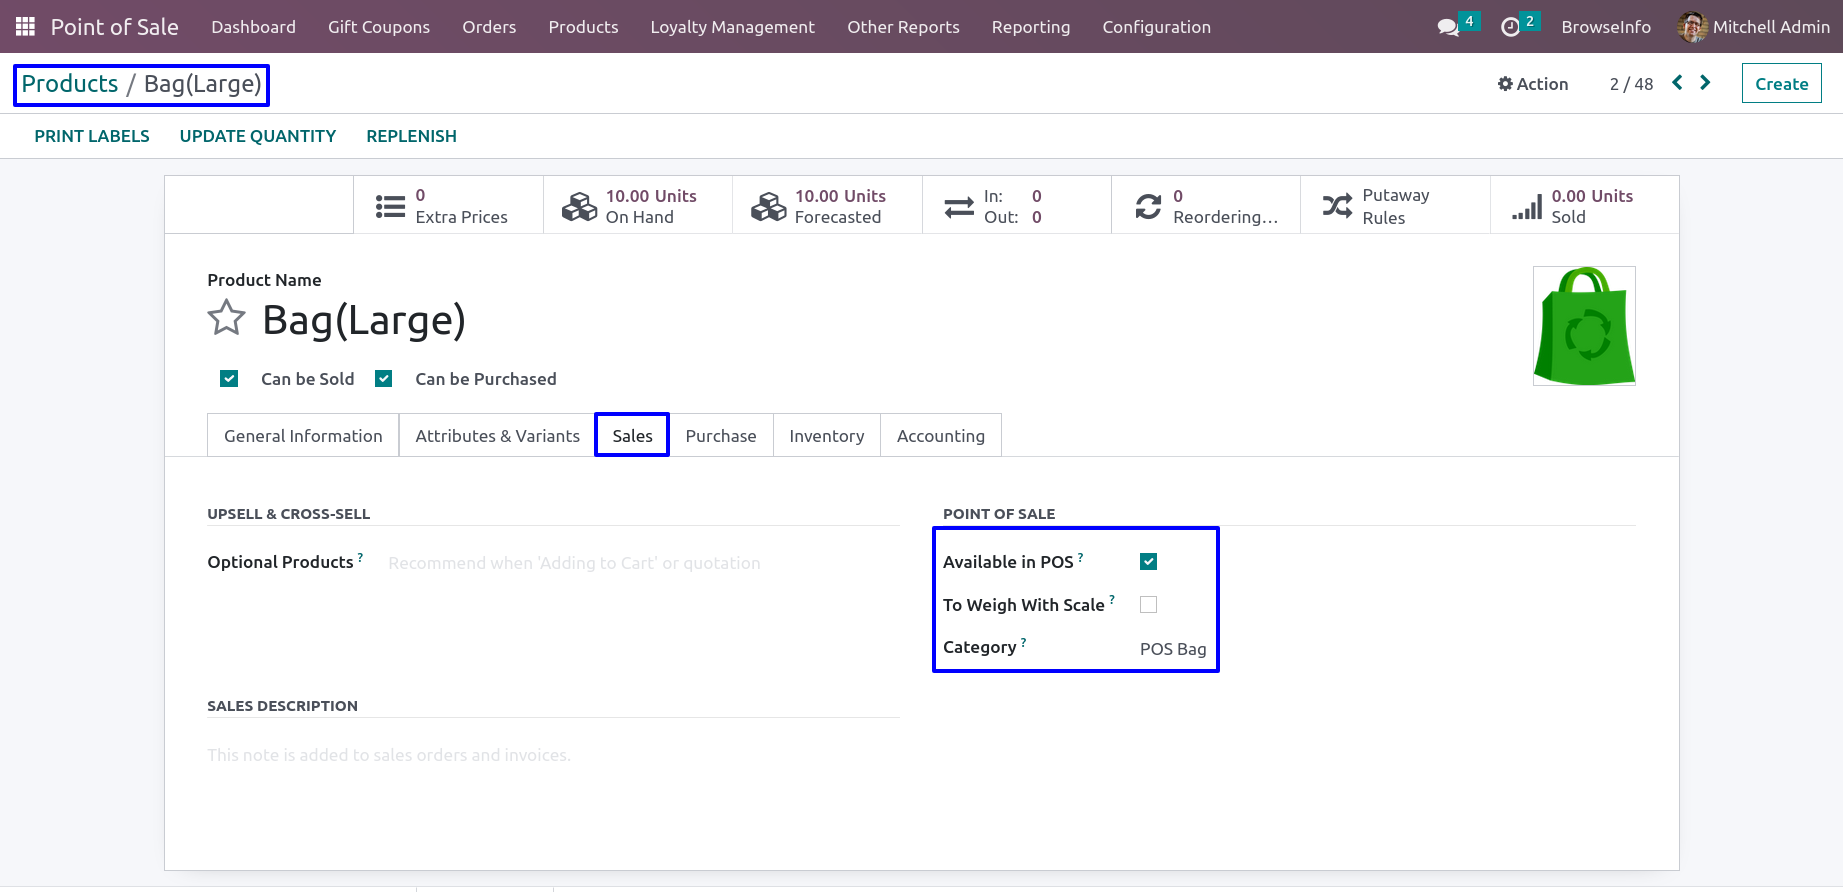 Point of Sale Dashboard Gift Coupons Orders Products Loyalty Management Other Reports Reporting Configuration 4 2 BrowseInfo Mitchell Admin
Products / Bag(Large) Action 2 / 48 Create
PRINT LABELS UPDATE QUANTITY REPLENISH
0 Extra Prices
10.00 Units On Hand
10.00 Units Forecasted
In: 0
Out: 0
0 Reordering...
Putaway Rules
0.00 Units Sold
Product Name
Bag(Large)
Can be Sold Can be Purchased
General Information Attributes & Variants Sales Purchase Inventory Accounting
UPSELL & CROSS-SELL
Optional Products ? Recommend when 'Adding to Cart' or quotation
POINT OF SALE
Available in POS ?
To Weigh With Scale ?
Category ? POS Bag
SALES DESCRIPTION
This note is added to sales orders and invoices.